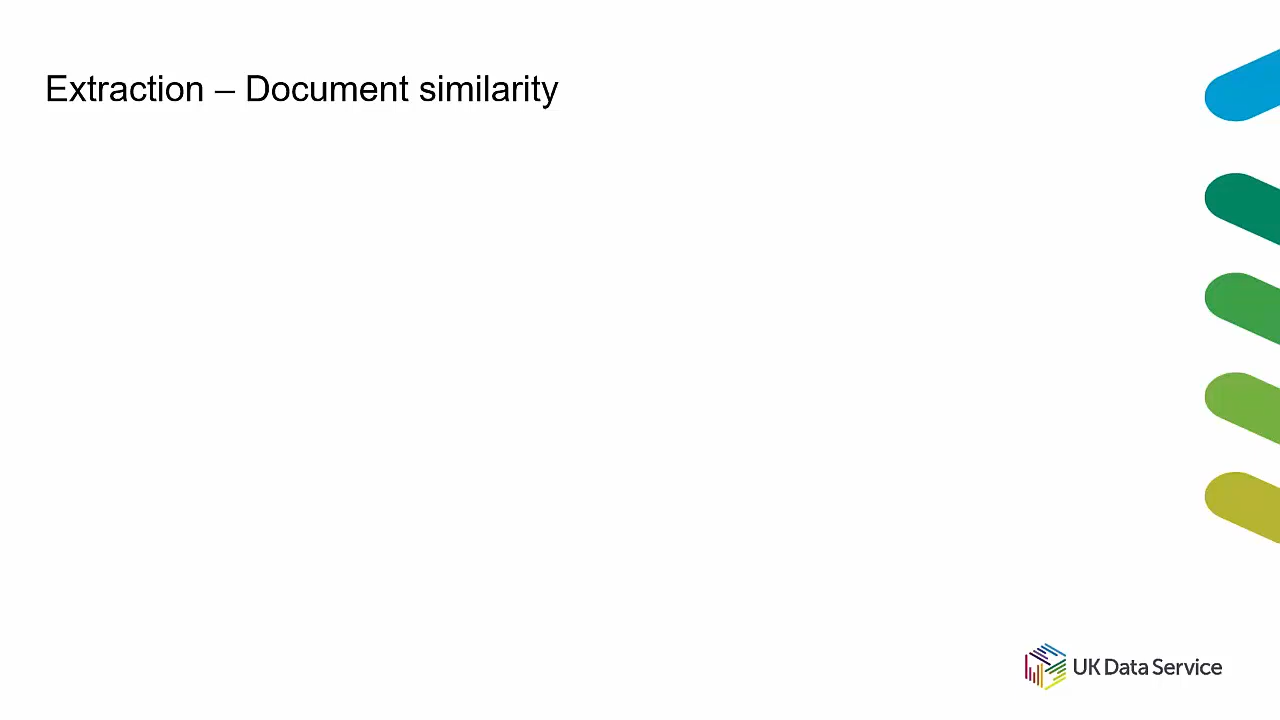 Extraction – Document similarity
UK Data Service